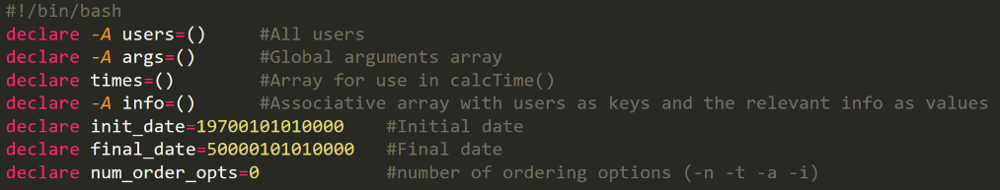 #!/bin/bash
declare -A users=() #All users
declare -A args=() #Global arguments array
declare times=() #Array for use in calcTime()
declare -A info=() #Associative array with users as keys and the relevant info as values
declare init_date=19700101010000 #Initial date
declare final_date=50000101010000 #Final date
declare num_order_opts=0 #number of ordering options (-n -t -a -i)